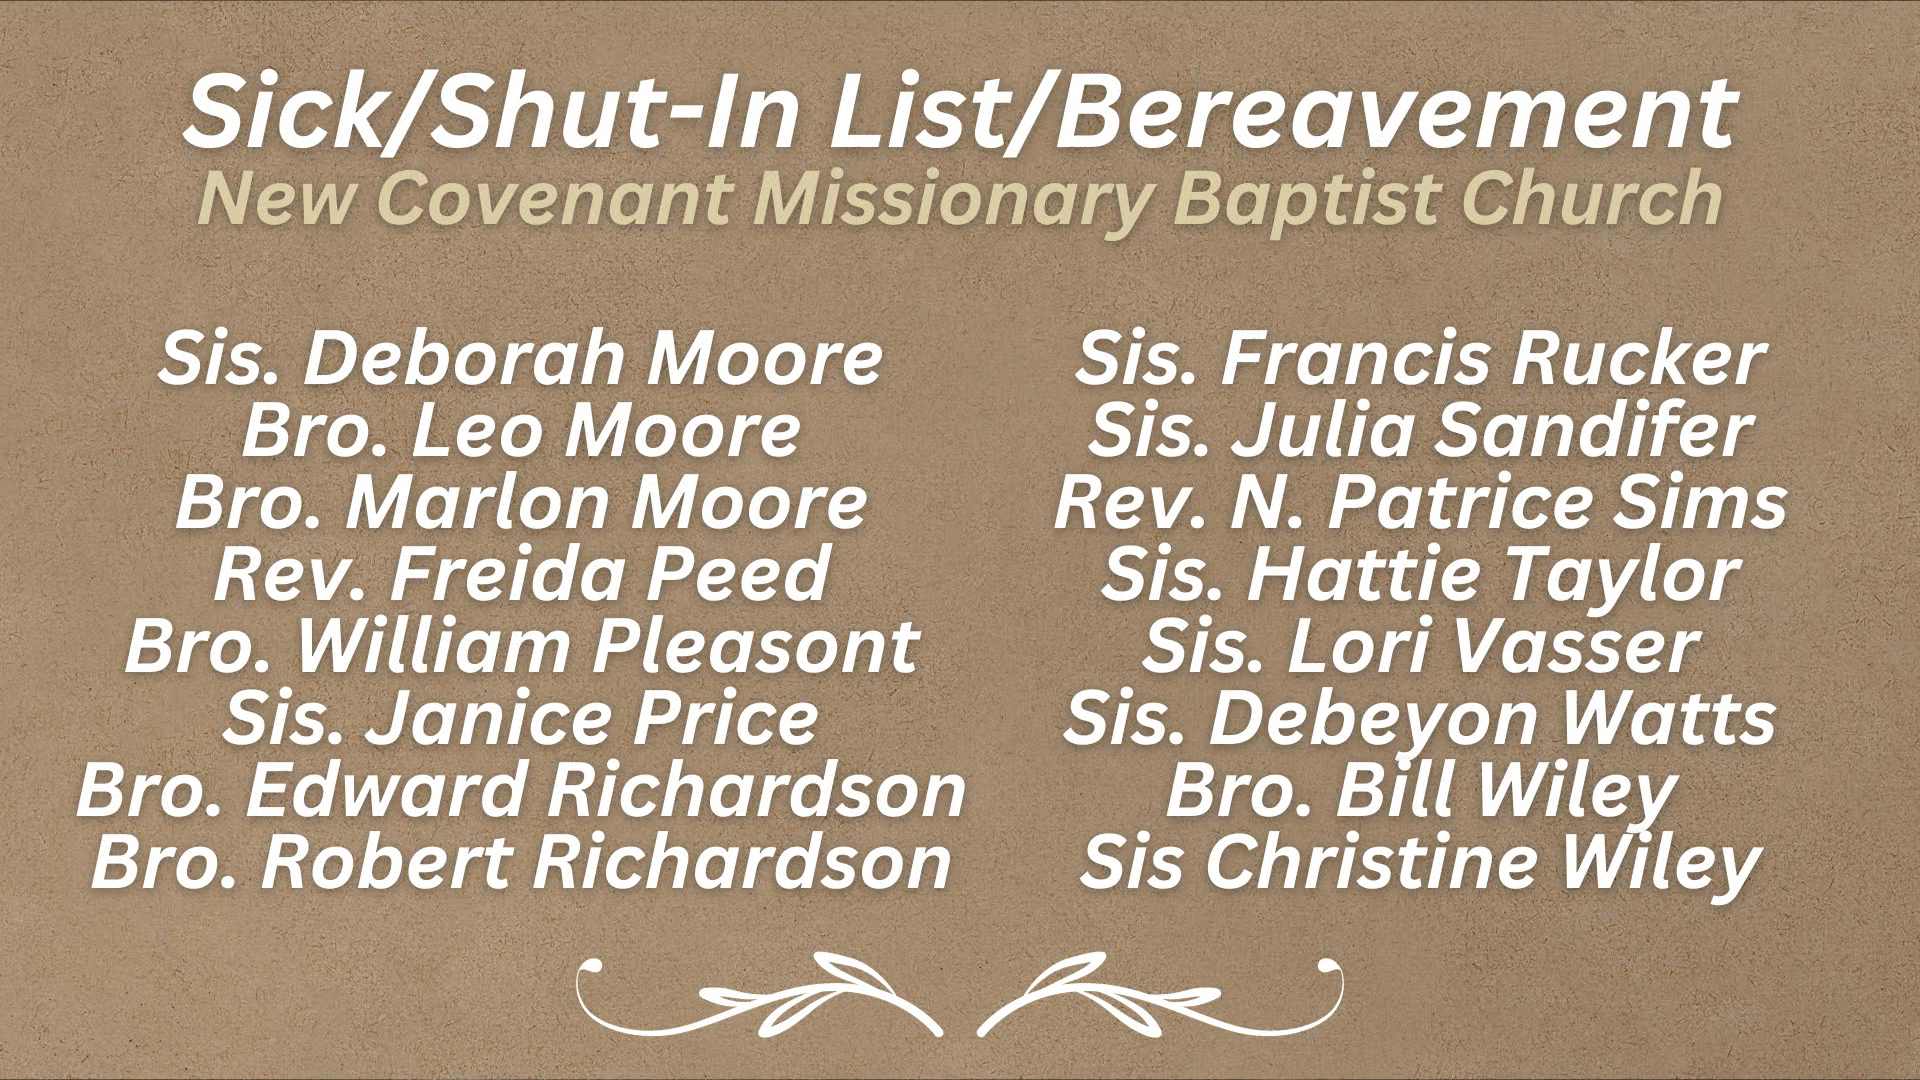 Sick/Shut-In List/Bereavement
New Covenant Missionary Baptist Church
Sis. Deborah Moore
Bro. Leo Moore
Bro. Marlon Moore
Rev. Freida Peed
Bro. William Pleasont
Sis. Janice Price
Bro. Edward Richardson
Bro. Robert Richardson
Sis. Francis Rucker
Sis. Julia Sandifer
Rev. N. Patrice Sims
Sis. Hattie Taylor
Sis. Lori Vasser
Sis. Debeyon Watts
Bro. Bill Wiley
Sis Christine Wiley